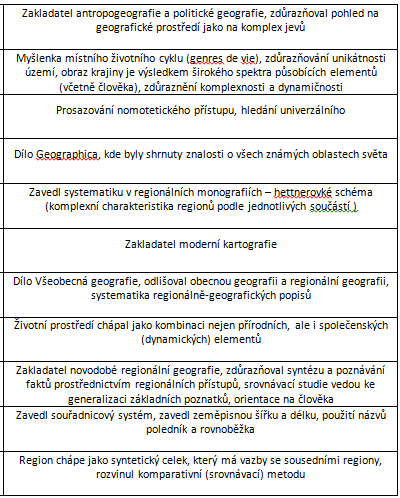 Zakladatel antropogeografie a politické geografie, zdůrazňoval pohled na
geografické prostředí jako na komplex jevů
Myšlenka místního životního cyklu (genres de vie), zdůrazňování unikátnosti
území, obraz krajiny je výsledkem širokého spektra působících elementů
(včetně člověka), zdůraznění komplexnosti a dynamičnosti
Prosazování nomotetického přístupu, hledání univerzálního
Dílo Geographica, kde byly shrnuty znalosti o všech známých oblastech světa
Zavedl systematiku v regionálních monografiích – hettnerovké schéma
(komplexní charakteristika regionů podle jednotlivých součástí )
Zakladatel moderní kartografie
Dílo Všeobecná geografie, odlišoval obecnou geografii a regionální geografii,
systematika regionálně-geografických popisů
Životní prostředí chápal jako kombinaci nejen přírodních, ale i společenských
(dynamických) elementů
Zakladatel novodobé regionální geografie, zdůrazňoval syntézu a poznávání
faktů prostřednictvím regionálních přístupů, srovnávací studie vedou ke
generalizaci základních poznatků, orientace na člověka
Zavedl souřadnicový systém, zavedl zeměpisnou šířku a délku, použití názvů
poledník a rovnoběžka
Region chápe jako syntetický celek, který má vazby se sousedními regiony,
rozvinul komparativní (srovnávací) metodu